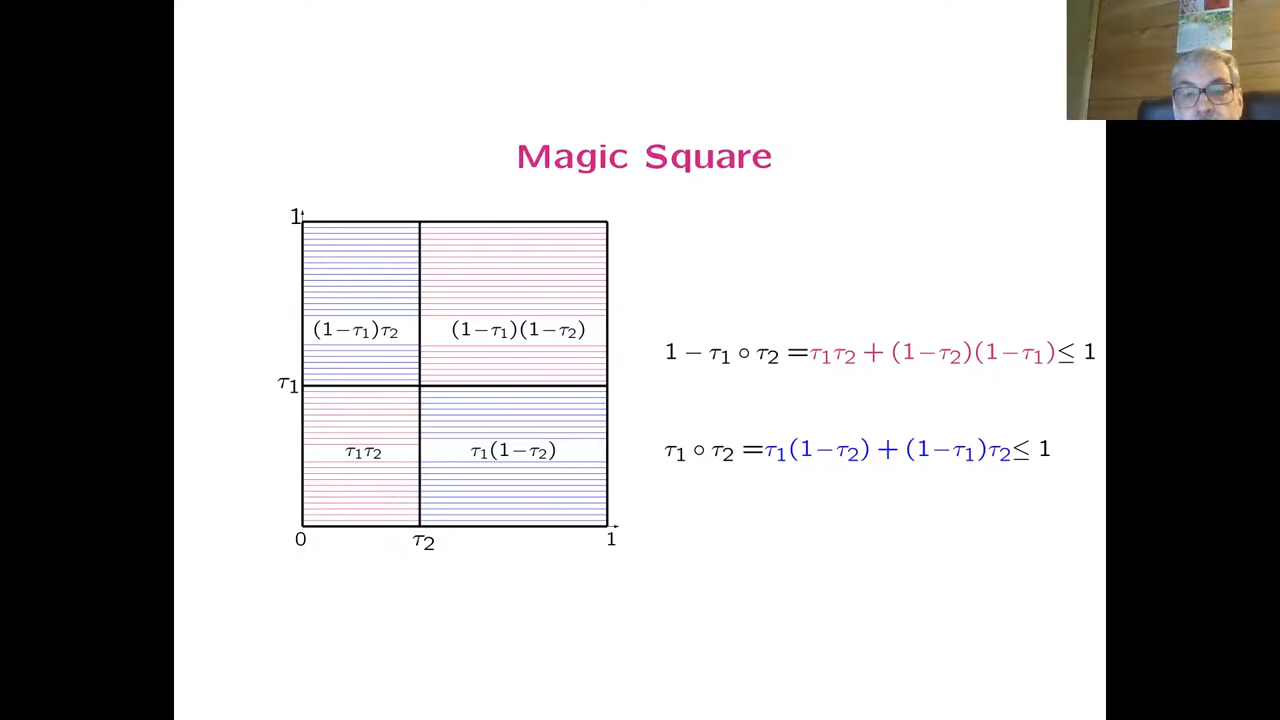 Magic Square
1
(1−τ₁)τ₂
(1−τ₁)(1−τ₂)
τ₁
τ₁τ₂
τ₁(1−τ₂)
0
τ₂
1
1 − τ₁ ∘ τ₂ =τ₁τ₂ + (1−τ₂)(1−τ₁)≤ 1
τ₁ ∘ τ₂ =τ₁(1−τ₂) + (1−τ₁)τ₂≤ 1